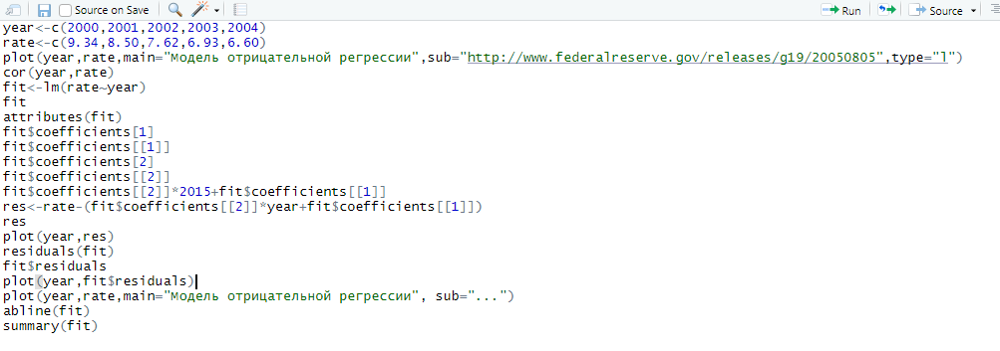 Source on Save Run Source
year<-c(2000,2001,2002,2003,2004)
rate<-c(9.34,8.50,7.62,6.93,6.60)
plot(year,rate,main="Модель отрицательной регрессии",sub="http://www.federalreserve.gov/releases/g19/20050805",type="l")
cor(year,rate)
fit<-lm(rate~year)
fit
attributes(fit)
fit$coefficients[1]
fit$coefficients[[1]]
fit$coefficients[2]
fit$coefficients[[2]]
fit$coefficients[[2]]*2015+fit$coefficients[[1]]
res<-rate-(fit$coefficients[[2]]*year+fit$coefficients[[1]])
res
plot(year,res)
residuals(fit)
fit$residuals
plot(year,fit$residuals)
plot(year,rate,main="Модель отрицательной регрессии", sub="...")
abline(fit)
summary(fit)